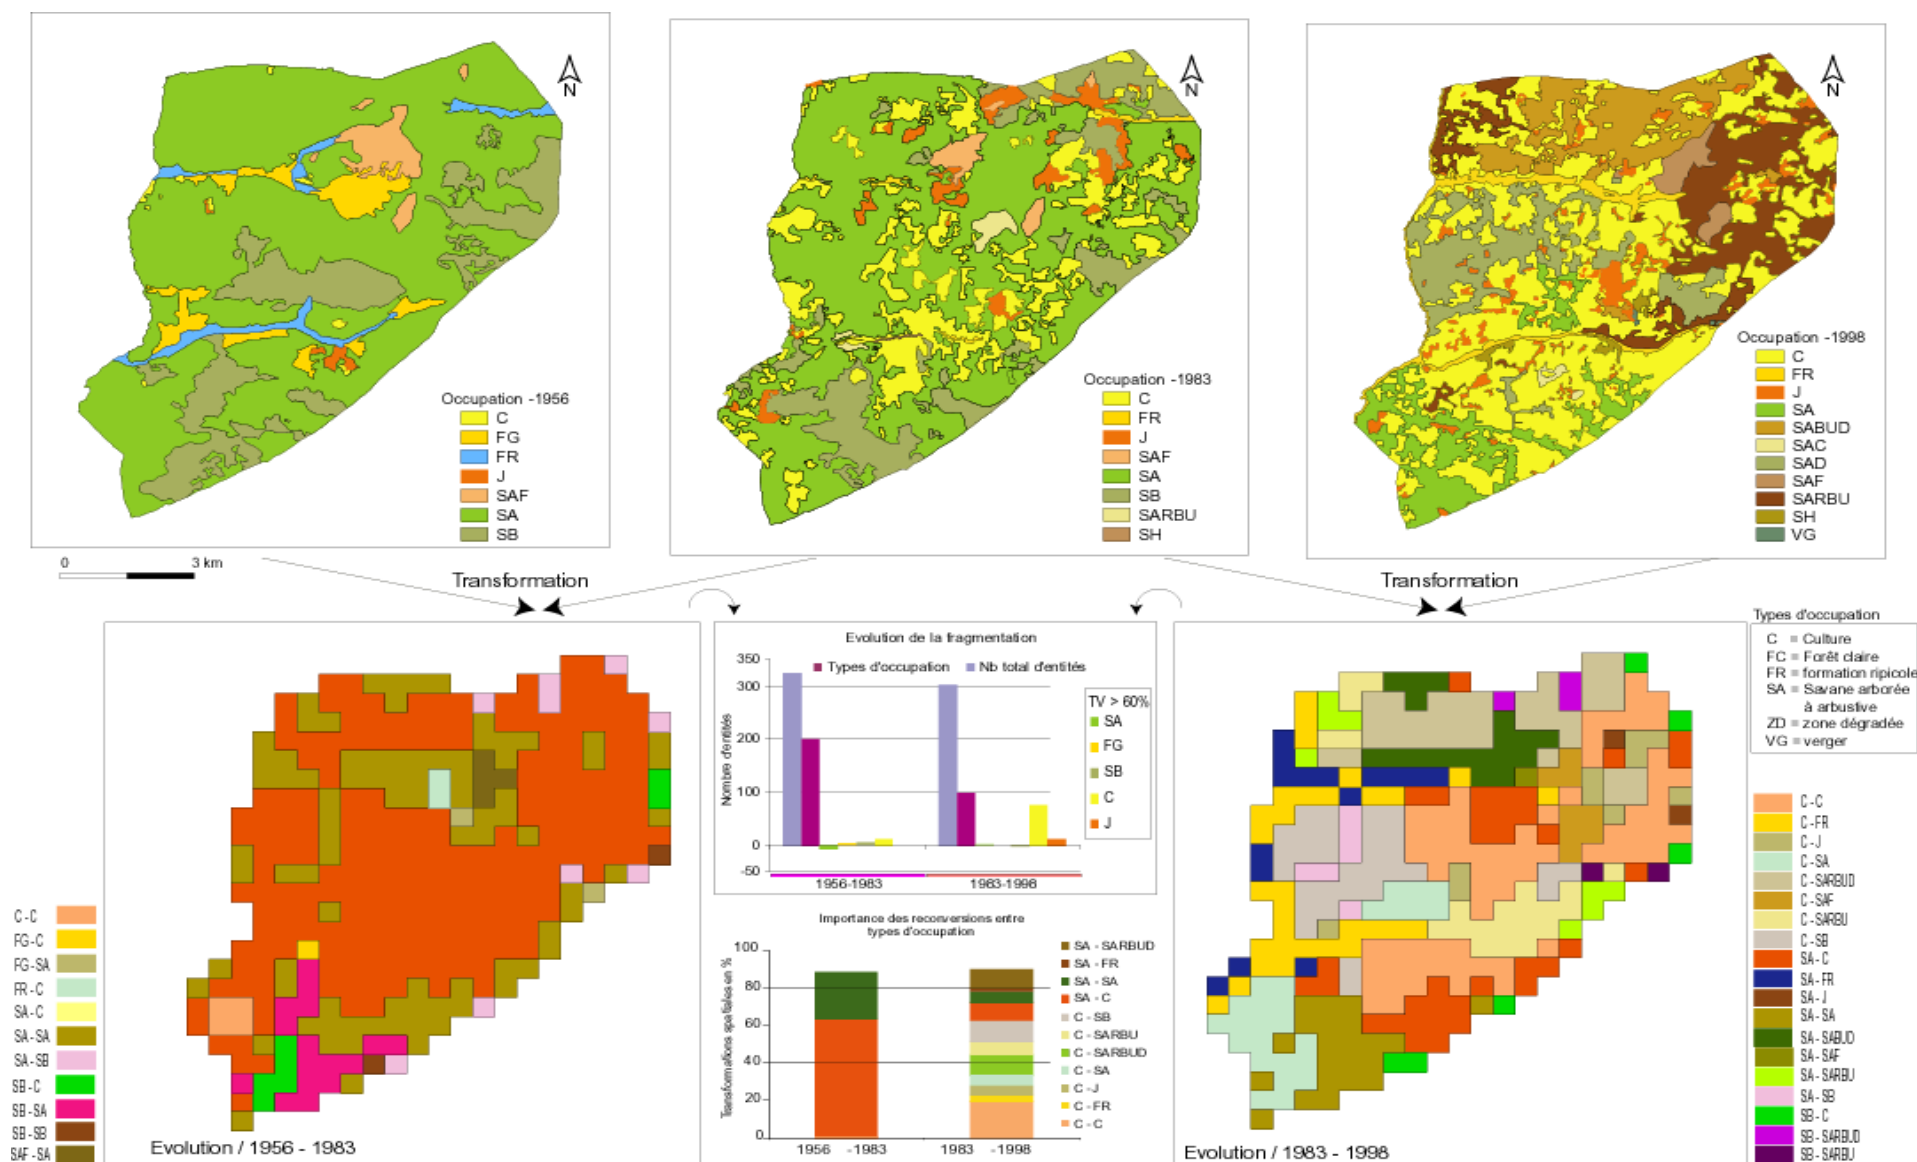 N
Occupation -1956
C
FG
FR
J
SAF
SA
SB
0 3 km
N
Occupation -1983
C
FR
J
SAF
SA
SB
SARBU
SH
N
Occupation -1998
C
FR
J
SA
SABUD
SAC
SAD
SAF
SARBU
SH
VG
Transformation
Transformation
Types d'occupation
C = Culture
FC = Forêt claire
FR = formation ripicole
SA = Savane arborée
à arbustive
ZD = zone dégradée
VG = verger
C - C
FG - C
FG - SA
FR - C
SA - C
SA - SA
SA - SB
SB - C
SB - SA
SB - SB
SAF - SA
Evolution / 1956 - 1983
Evolution de la fragmentation
Types d'occupation Nb total d'entités
Nombre d'entités
350
300
200
100
0
-50
1956-1983 1983-1998
TV > 60%
SA
FG
SB
C
J
Importance des reconversions entre
types d'occupation
Transformations spatiales en %
100
80
60
40
20
0
1956 -1983 1983 -1998
SA - SARBUD
SA - FR
SA - SA
SA - C
C - SB
C - SARBU
C - SARBUD
C - SA
C - J
C - FR
C - C
Evolution / 1983 - 1998
C - C
C - FR
C - J
C - SA
C - SARBUD
C - SAF
C - SARBU
C - SB
SA - C
SA - FR
SA - J
SA - SA
SA - SABUD
SA - SAF
SA - SARBU
SA - SB
SB - C
SB - SARBUD
SB - SARBU